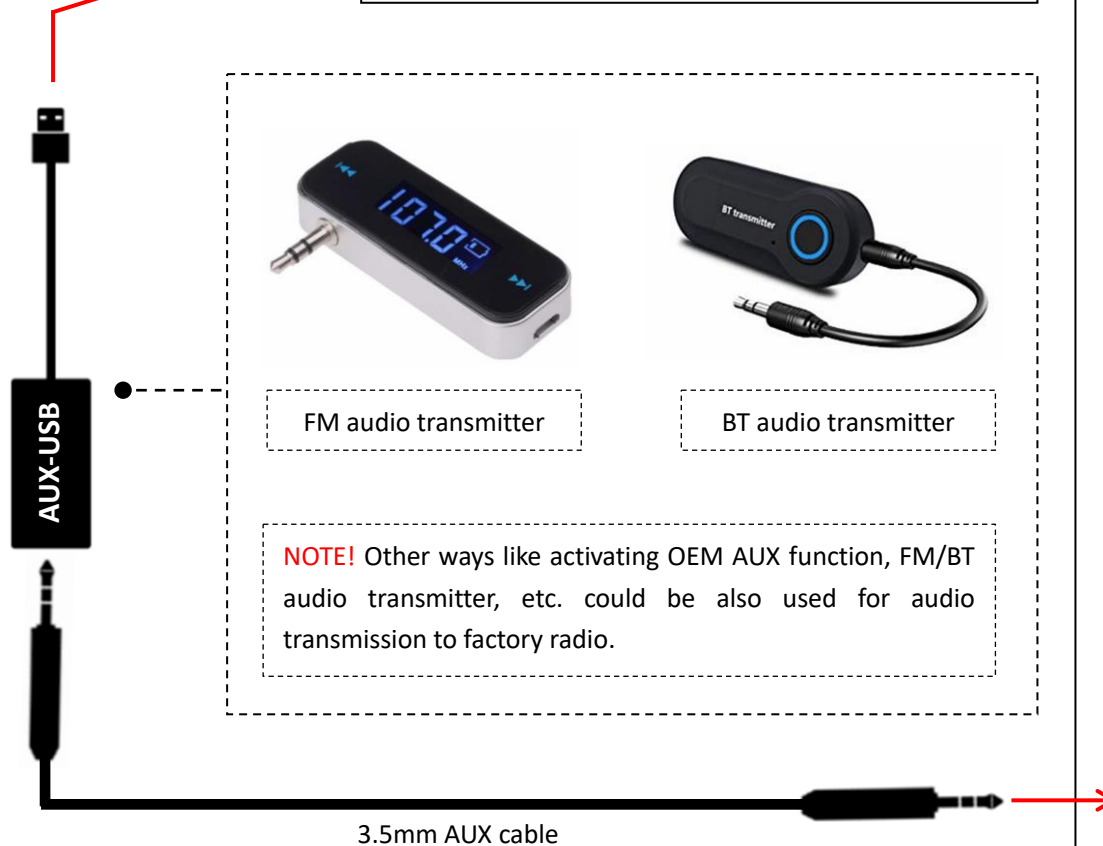 107.0
MHz
BT transmitter
FM audio transmitter
BT audio transmitter
AUX-USB
NOTE! Other ways like activating OEM AUX function, FM/BT
audio transmitter, etc. could be also used for audio
transmission to factory radio.
3.5mm AUX cable